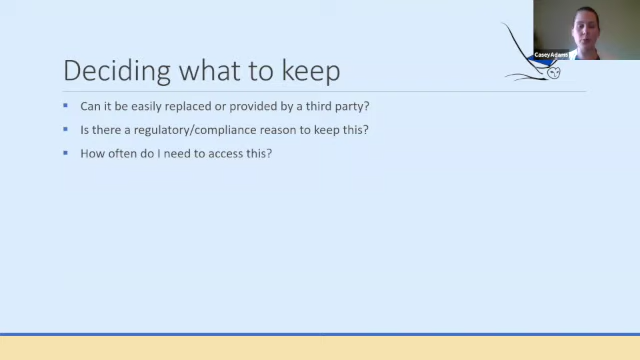 Casey Adams
Deciding what to keep
Can it be easily replaced or provided by a third party?
Is there a regulatory/compliance reason to keep this?
How often do I need to access this?